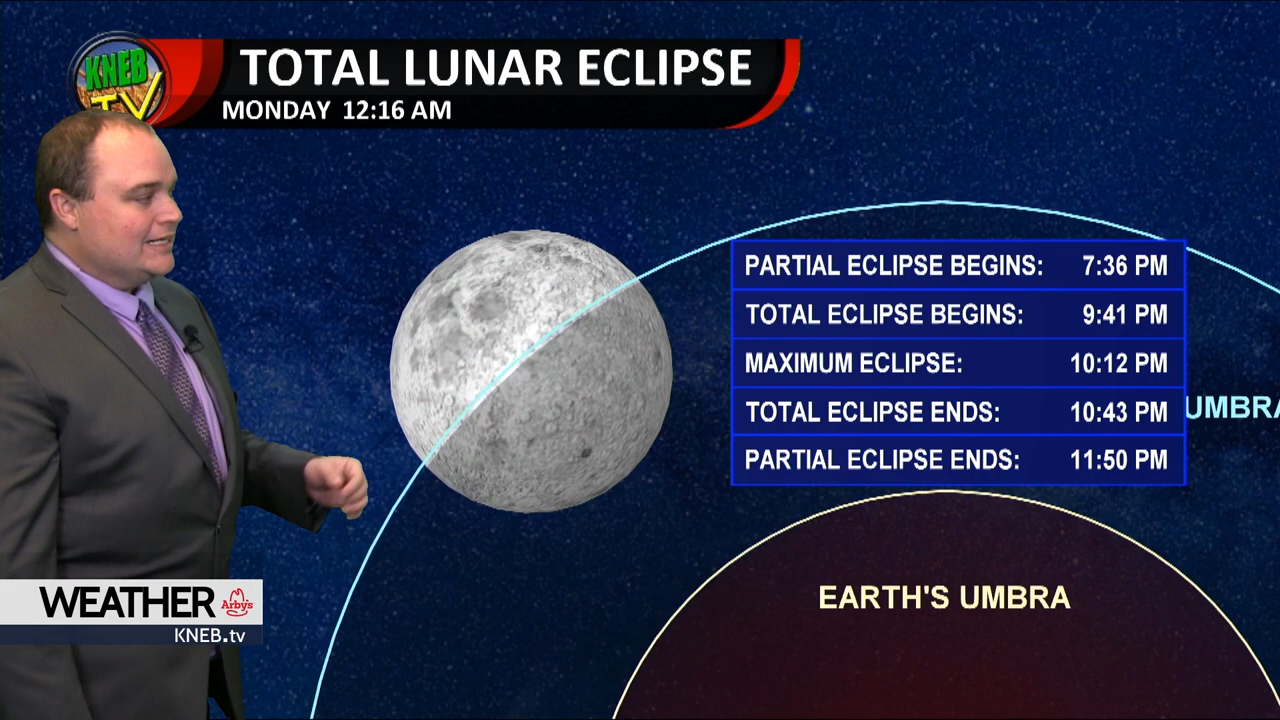 KNEB
TV
TOTAL LUNAR ECLIPSE
MONDAY 12:16 AM
PARTIAL ECLIPSE BEGINS: 7:36 PM
TOTAL ECLIPSE BEGINS: 9:41 PM
MAXIMUM ECLIPSE: 10:12 PM
TOTAL ECLIPSE ENDS: 10:43 PM
PARTIAL ECLIPSE ENDS: 11:50 PM
UMBRA
EARTH'S UMBRA
WEATHER
Arby's
KNEB.tv